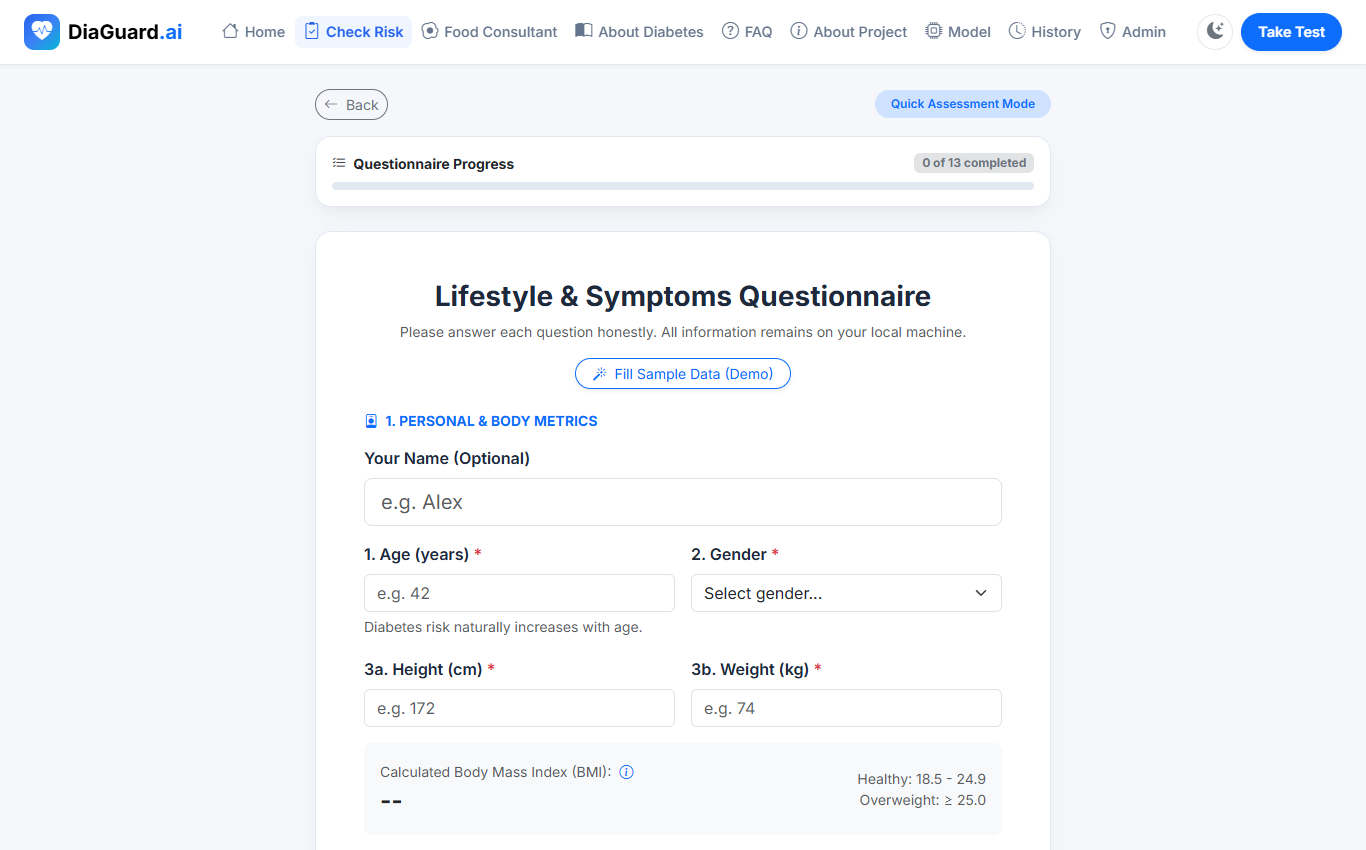 DiaGuard.ai
Home
Check Risk
Food Consultant
About Diabetes
FAQ
About Project
Model
History
Admin
Take Test
Back
Quick Assessment Mode
Questionnaire Progress
0 of 13 completed
Lifestyle & Symptoms Questionnaire
Please answer each question honestly. All information remains on your local machine.
Fill Sample Data (Demo)
1. PERSONAL & BODY METRICS
Your Name (Optional)
e.g. Alex
1. Age (years) *
2. Gender *
e.g. 42
Select gender...
Diabetes risk naturally increases with age.
3a. Height (cm) *
3b. Weight (kg) *
e.g. 172
e.g. 74
Calculated Body Mass Index (BMI):
--
Healthy: 18.5 - 24.9
Overweight: ≥ 25.0